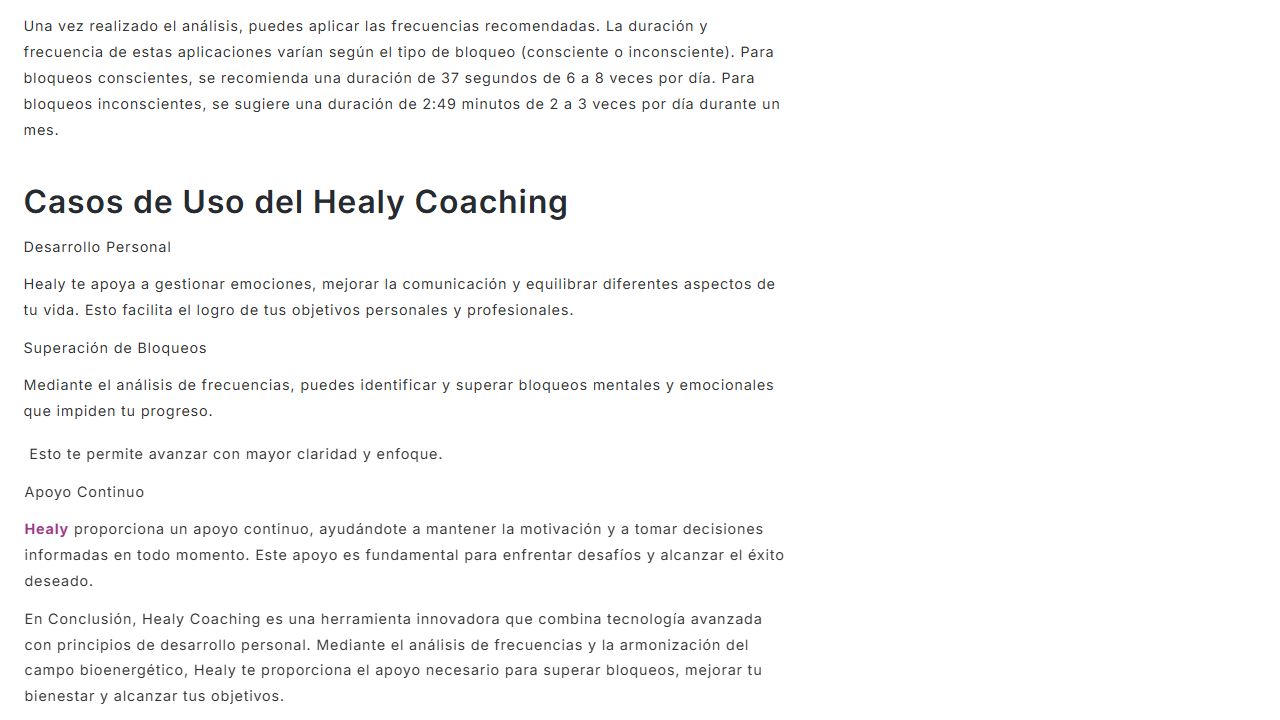 Una vez realizado el análisis, puedes aplicar las frecuencias recomendadas. La duración y
frecuencia de estas aplicaciones varían según el tipo de bloqueo (consciente o inconsciente). Para
bloqueos conscientes, se recomienda una duración de 37 segundos de 6 a 8 veces por día. Para
bloqueos inconscientes, se sugiere una duración de 2:49 minutos de 2 a 3 veces por día durante un
mes.
Casos de Uso del Healy Coaching
Desarrollo Personal
Healy te apoya a gestionar emociones, mejorar la comunicación y equilibrar diferentes aspectos de
tu vida. Esto facilita el logro de tus objetivos personales y profesionales.
Superación de Bloqueos
Mediante el análisis de frecuencias, puedes identificar y superar bloqueos mentales y emocionales
que impiden tu progreso.
Esto te permite avanzar con mayor claridad y enfoque.
Apoyo Continuo
Healy proporciona un apoyo continuo, ayudándote a mantener la motivación y a tomar decisiones
informadas en todo momento. Este apoyo es fundamental para enfrentar desafíos y alcanzar el éxito
deseado.
En Conclusión, Healy Coaching es una herramienta innovadora que combina tecnología avanzada
con principios de desarrollo personal. Mediante el análisis de frecuencias y la armonización del
campo bioenergético, Healy te proporciona el apoyo necesario para superar bloqueos, mejorar tu
bienestar y alcanzar tus objetivos.